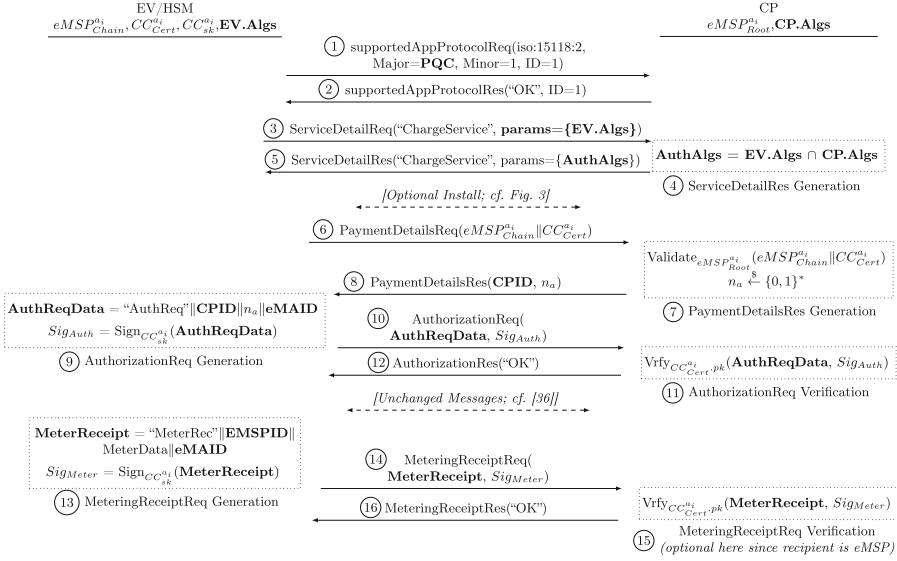 EV/HSM
eMSP^{a_i}_{Chain}, CC^{a_i}_{Cert}, CC^{a_i}_{sk}, EV.Algs
CP
eMSP^{a_i}_{Root}, CP.Algs
① supportedAppProtocolReq(iso:15118:2,
Major=PQC, Minor=1, ID=1)
② supportedAppProtocolRes("OK", ID=1)
③ ServiceDetailReq("ChargeService", params={EV.Algs})
⑤ ServiceDetailRes("ChargeService", params={AuthAlgs})
AuthAlgs = EV.Algs ∩ CP.Algs
④ ServiceDetailRes Generation
[Optional Install; cf. Fig. 3]
⑥ PaymentDetailsReq(eMSP^{a_i}_{Chain}‖CC^{a_i}_{Cert})
Validate_{eMSP^{a_i}_{Root}}(eMSP^{a_i}_{Chain}‖CC^{a_i}_{Cert})
n_a ←$ {0, 1}^*
⑦ PaymentDetailsRes Generation
⑧ PaymentDetailsRes(CPID, n_a)
AuthReqData = "AuthReq"‖CPID‖n_a‖eMAID
Sig_{Auth} = Sign_{CC^{a_i}_{sk}}(AuthReqData)
⑨ AuthorizationReq Generation
⑩ AuthorizationReq(
AuthReqData, Sig_{Auth})
⑫ AuthorizationRes("OK")
Vrfy_{CC^{a_i}_{Cert}.pk}(AuthReqData, Sig_{Auth})
⑪ AuthorizationReq Verification
[Unchanged Messages; cf. [36]]
MeterReceipt = "MeterRec"‖EMSPID‖
MeterData‖eMAID
Sig_{Meter} = Sign_{CC^{a_i}_{sk}}(MeterReceipt)
⑬ MeteringReceiptReq Generation
⑭ MeteringReceiptReq(
MeterReceipt, Sig_{Meter})
⑯ MeteringReceiptRes("OK")
Vrfy_{CC^{a_i}_{Cert}.pk}(MeterReceipt, Sig_{Meter})
⑮ MeteringReceiptReq Verification
(optional here since recipient is eMSP)